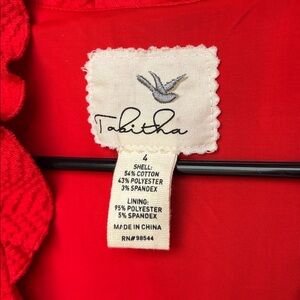 Tabitha
4
SHELL:
54% COTTON
43% POLYESTER
3% SPANDEX
LINING:
95% POLYESTER
5% SPANDEX
MADE IN CHINA
RN#98544